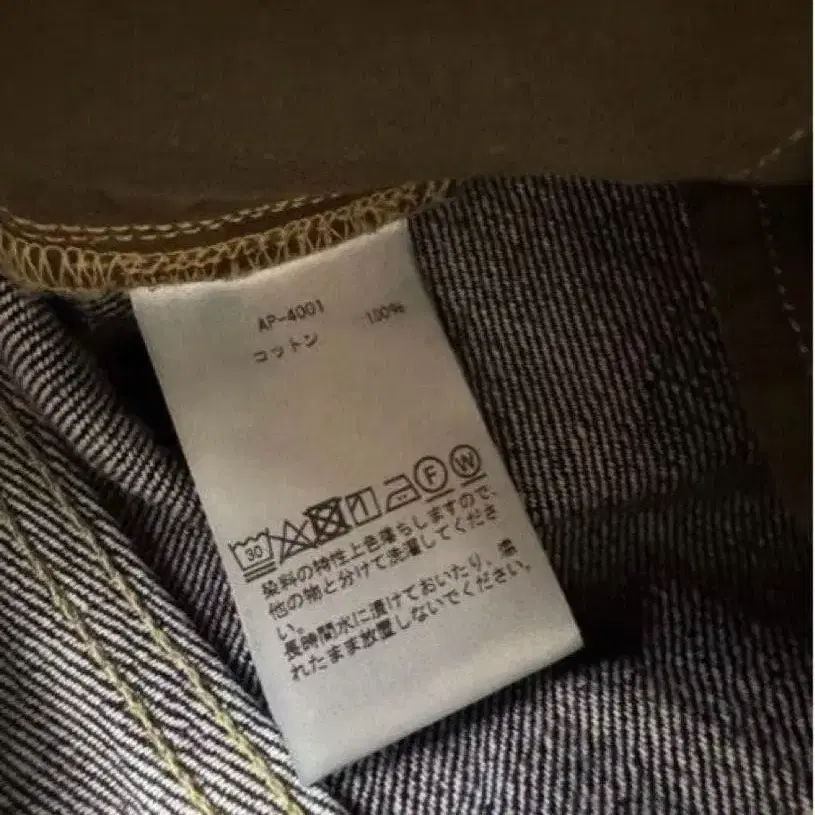 AP-4001
コットン 100%
30 F W
染料の特性上色落ちしますので、
他の物と分けて洗濯してくださ
い。
長時間水に漬けておいたり、濡
れたまま放置しないでください。